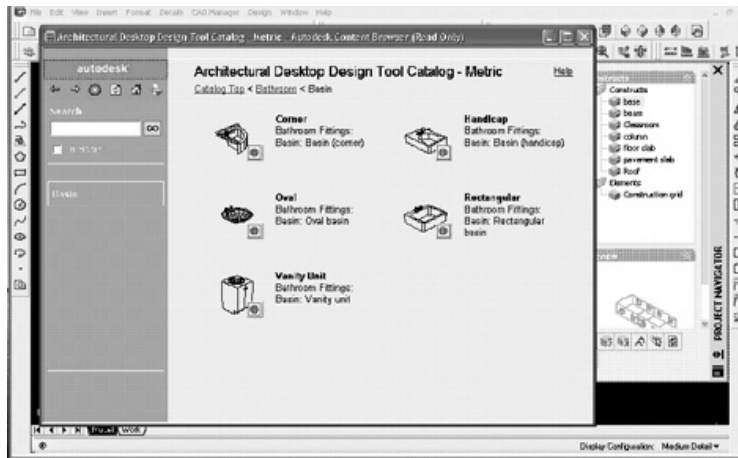 File Edit View Insert Format Details CAD Manager Design Window Help
Architectural Desktop Design Tool Catalog - Metric - Autodesk Content Browser (Read Only)
autodesk
Search
GO
Basin
Architectural Desktop Design Tool Catalog - Metric
Help
Catalog Top < Bathroom < Basin
Corner
Bathroom Fittings:
Basin: Basin (corner)
Handicap
Bathroom Fittings:
Basin: Basin (handicap)
Oval
Bathroom Fittings:
Basin: Oval basin
Rectangular
Bathroom Fittings:
Basin: Rectangular
basin
Vanity Unit
Bathroom Fittings:
Basin: Vanity unit
Constructs
Constructs
base
beam
Classroom
column
floor slab
pavement slab
Roof
Elements
Construction grid
PROJECT NAVIGATOR
Model Work
Display Configuration: Medium Detail